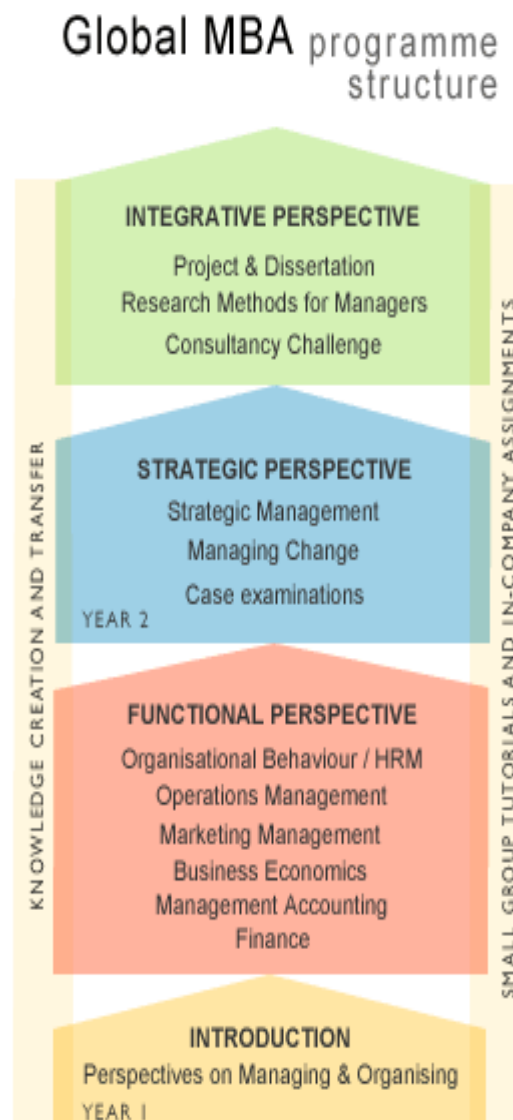 Global MBA programme
structure
INTEGRATIVE PERSPECTIVE
Project & Dissertation
Research Methods for Managers
Consultancy Challenge
STRATEGIC PERSPECTIVE
Strategic Management
Managing Change
Case examinations
YEAR 2
FUNCTIONAL PERSPECTIVE
Organisational Behaviour / HRM
Operations Management
Marketing Management
Business Economics
Management Accounting
Finance
INTRODUCTION
Perspectives on Managing & Organising
YEAR 1
KNOWLEDGE CREATION AND TRANSFER
SMALL GROUP TUTORIALS AND IN-COMPANY ASSIGNMENTS